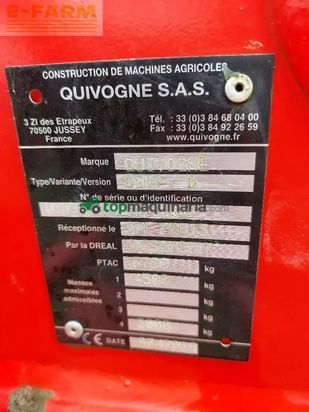 E-FARM
CONSTRUCTION DE MACHINES AGRICOLES
QUIVOGNE S.A.S.
3 ZI des Etrapeux
70500 JUSSEY
France
Tél. : 33 (0)3 84 68 04 00
Fax : 33 (0)3 84 92 26 59
www.quivogne.fr
Marque QUIVOGNE
Type/Variante/Version
N° de série ou d'identification
topmaquinaria.com
Réceptionné le
Par la DREAL
PTAC kg
Masses maximales admissibles
1 kg
2 kg
3 kg
4 kg
CE DATE